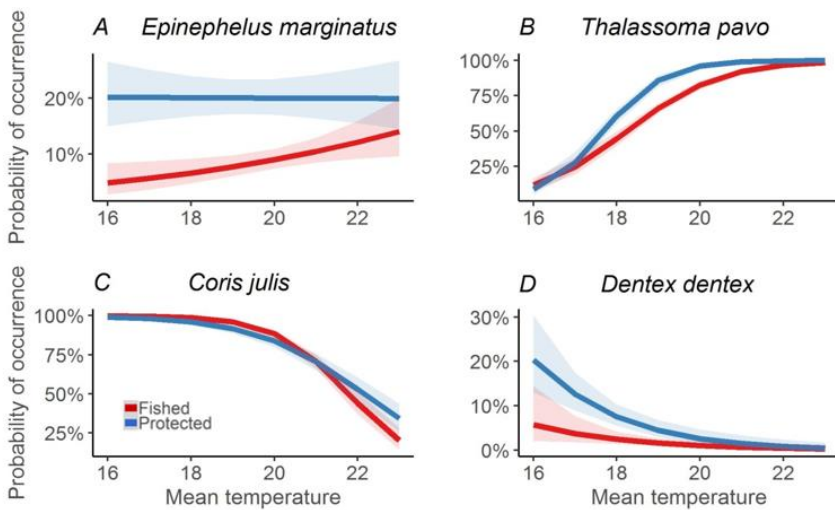 A Epinephelus marginatus
Probability of occurrence
20%
10%
16 18 20 22
B Thalassoma pavo
100%
75%
50%
25%
16 18 20 22
C Coris julis
Probability of occurrence
100%
75%
50%
25%
Fished
Protected
16 18 20 22
Mean temperature
D Dentex dentex
30%
20%
10%
0%
16 18 20 22
Mean temperature